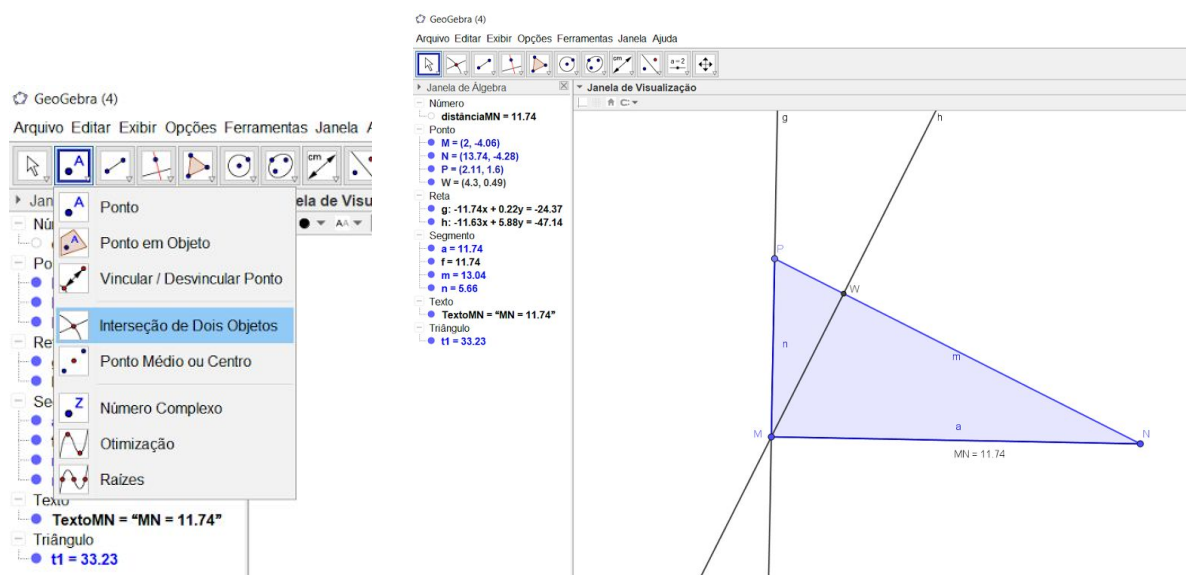 GeoGebra (4)
Arquivo Editar Exibir Opções Ferramentas Janela
A
cm
Jan
ela de Visu
AA
A Ponto
A Ponto em Objeto
Vincular / Desvincular Ponto
Interseção de Dois Objetos
Ponto Médio ou Centro
Z Número Complexo
Otimização
Raízes
TextoMN = “MN = 11.74”
Triângulo
t1 = 33.23
GeoGebra (4)
Arquivo Editar Exibir Opções Ferramentas Janela Ajuda
cm
a=2
Janela de Álgebra
Número
distânciaMN = 11.74
Ponto
M = (2, -4.06)
N = (13.74, -4.28)
P = (2.11, 1.6)
W = (4.3, 0.49)
Reta
g: -11.74x + 0.22y = -24.37
h: -11.63x + 5.88y = -47.14
Segmento
a = 11.74
f = 11.74
m = 13.04
n = 5.66
Texto
TextoMN = “MN = 11.74”
Triângulo
t1 = 33.23
Janela de Visualização
g
h
P
W
n
m
M
a
N
MN = 11.74